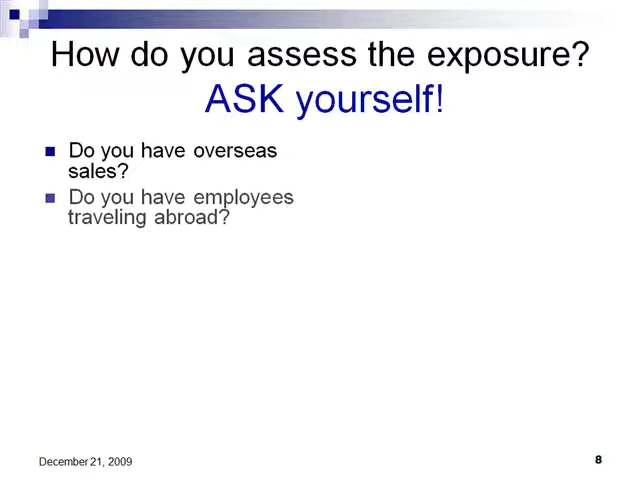 How do you assess the exposure?
ASK yourself!
Do you have overseas
sales?
Do you have employees
traveling abroad?
December 21, 2009
8